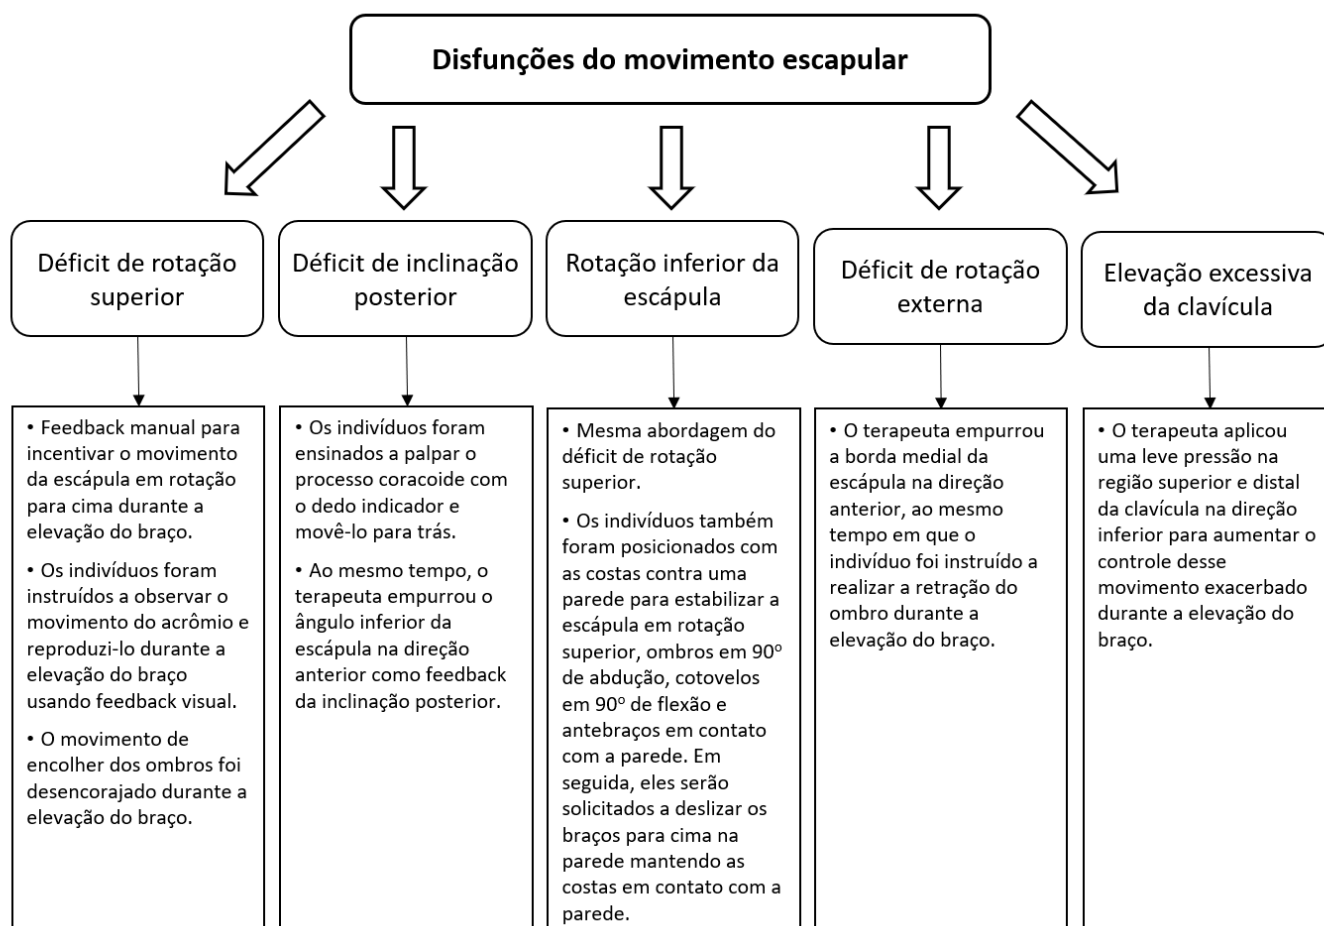 Disfunções do movimento escapular
Déficit de rotação
superior
Déficit de inclinação
posterior
Rotação inferior da
escápula
Déficit de rotação
externa
Elevação excessiva
da clavícula
• Feedback manual para
incentivar o movimento
da escápula em rotação
para cima durante a
elevação do braço.
• Os indivíduos foram
instruídos a observar o
movimento do acrômio e
reproduzi-lo durante a
elevação do braço
usando feedback visual.
• O movimento de
encolher dos ombros foi
desencorajado durante a
elevação do braço.
• Os indivíduos foram
ensinados a palpar o
processo coracoide com
o dedo indicador e
movê-lo para trás.
• Ao mesmo tempo, o
terapeuta empurrou o
ângulo inferior da
escápula na direção
anterior como feedback
da inclinação posterior.
• Mesma abordagem do
déficit de rotação
superior.
• Os indivíduos também
foram posicionados com
as costas contra uma
parede para estabilizar a
escápula em rotação
superior, ombros em 90º
de abdução, cotovelos
em 90º de flexão e
antebraços em contato
com a parede. Em
seguida, eles serão
solicitados a deslizar os
braços para cima na
parede mantendo as
costas em contato com a
parede.
• O terapeuta empurrou
a borda medial da
escápula na direção
anterior, ao mesmo
tempo em que o
indivíduo foi instruído a
realizar a retração do
ombro durante a
elevação do braço.
• O terapeuta aplicou
uma leve pressão na
região superior e distal
da clavícula na direção
inferior para aumentar o
controle desse
movimento exacerbado
durante a elevação do
braço.